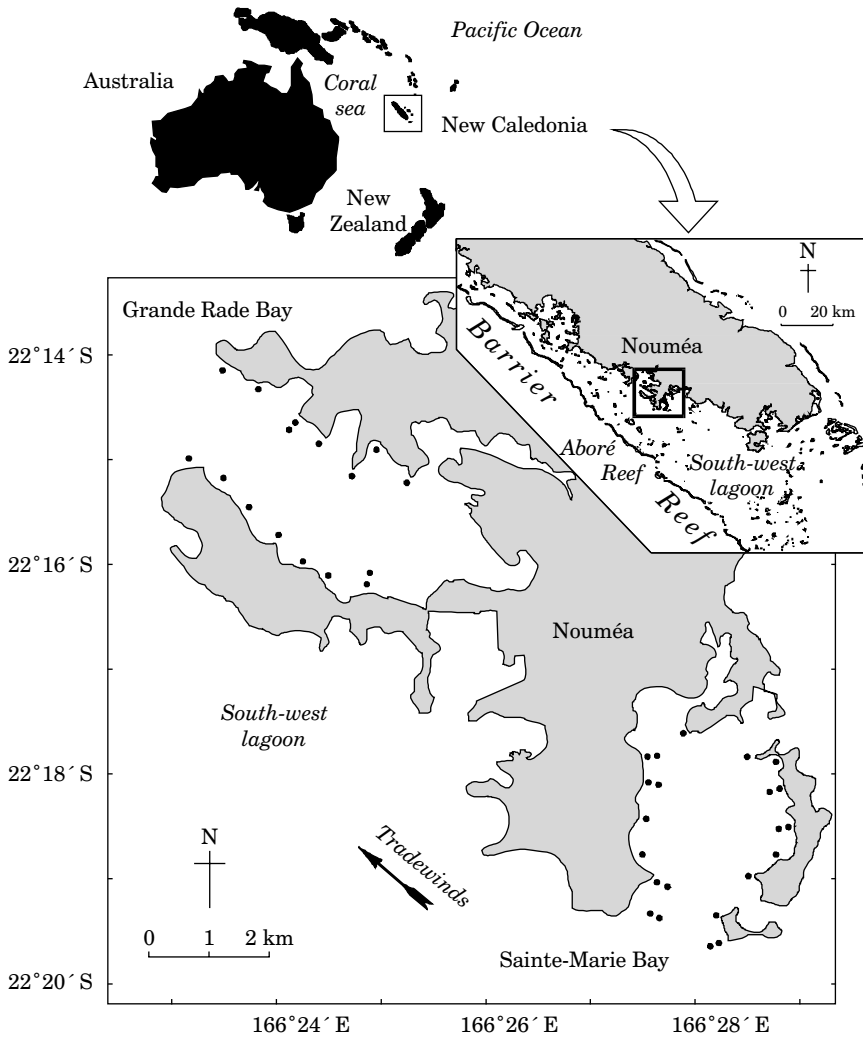 Pacific Ocean
Australia
Coral
sea
New Caledonia
New
Zealand
N
0 20 km
Nouméa
Barrier
Reef
Aboré
Reef
South-west
lagoon
Grande Rade Bay
22°14´S
22°16´S
Nouméa
South-west
lagoon
22°18´S
N
Tradewinds
0 1 2 km
Sainte-Marie Bay
22°20´S
166°24´E 166°26´E 166°28´E